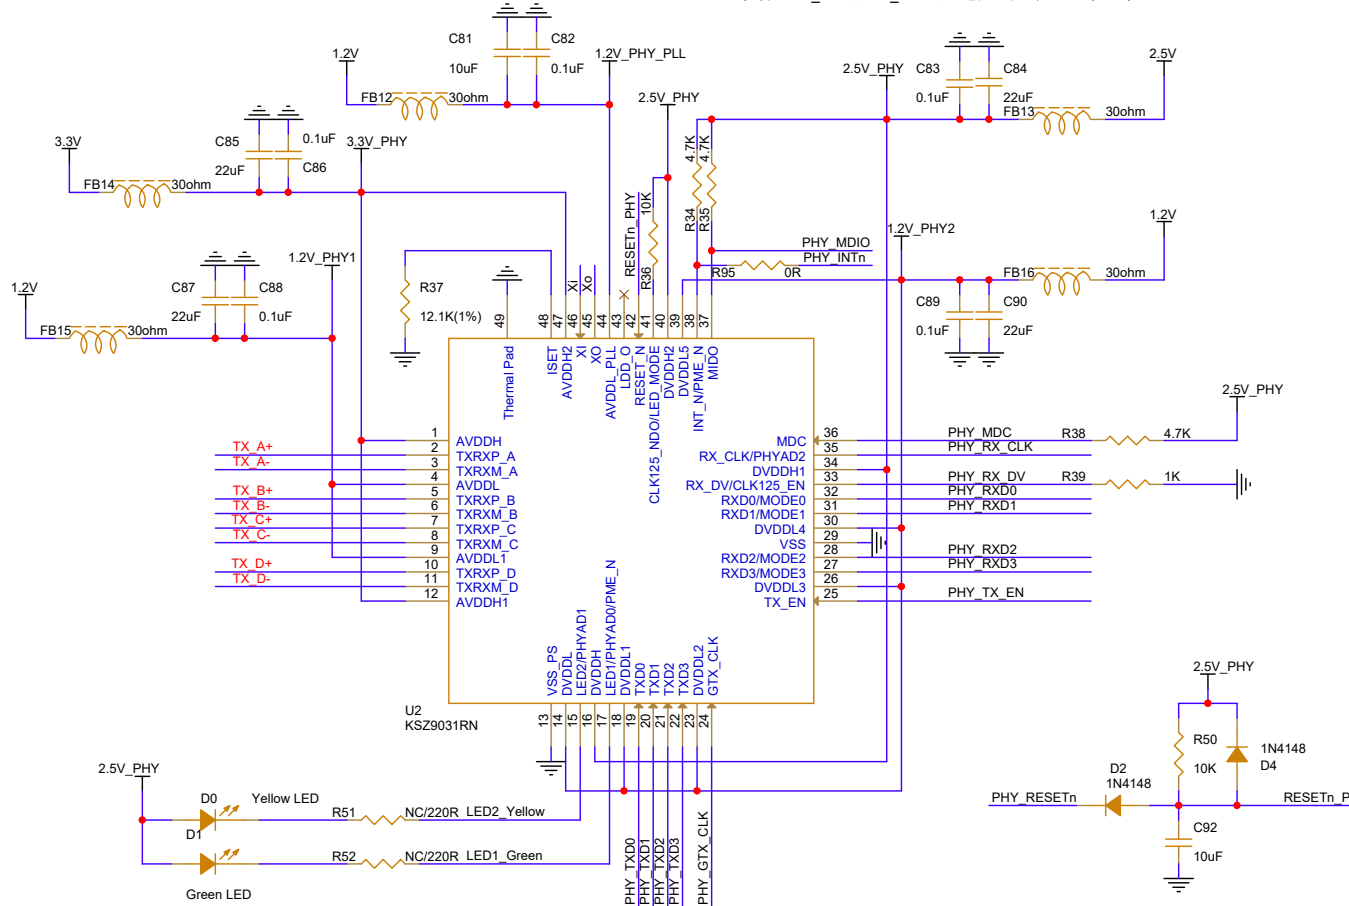 C81
10uF
C82
0.1uF
1.2V
1.2V_PHY_PLL
FB12
30ohm
2.5V_PHY
2.5V_PHY
C83
0.1uF
C84
22uF
2.5V
FB13
30ohm
3.3V
C85
22uF
0.1uF
C86
3.3V_PHY
FB14
30ohm
4.7K
4.7K
R34
R35
10K
R36
RESETn_PHY
PHY_MDIO
PHY_INTn
R95
0R
1.2V_PHY2
1.2V
FB16
30ohm
C89
0.1uF
C90
22uF
1.2V
C87
22uF
C88
0.1uF
1.2V_PHY1
FB15
30ohm
R37
12.1K(1%)
Xi
Xo
49
48
47
46
45
44
43
42
41
40
39
38
37
Thermal Pad
ISET
AVDDH2
XI
XO
AVDDL_PLL
LDD_O
RESET_N
CLK125_NDO/LED_MODE
DVDDH2
DVDDL5
INT_N/PME_N
MIDO
TX_A+
TX_A-
TX_B+
TX_B-
TX_C+
TX_C-
TX_D+
TX_D-
1 AVDDH
2 TXRXP_A
3 TXRXM_A
4 AVDDL
5 TXRXP_B
6 TXRXM_B
7 TXRXP_C
8 TXRXM_C
9 AVDDL1
10 TXRXP_D
11 TXRXM_D
12 AVDDH1
MDC 36 PHY_MDC R38 4.7K
2.5V_PHY
RX_CLK/PHYAD2 35 PHY_RX_CLK
DVDDH1 34
RX_DV/CLK125_EN 33 PHY_RX_DV R39 1K
RXD0/MODE0 32 PHY_RXD0
RXD1/MODE1 31 PHY_RXD1
DVDDL4 30
VSS 29
RXD2/MODE2 28 PHY_RXD2
RXD3/MODE3 27 PHY_RXD3
DVDDL3 26
TX_EN 25 PHY_TX_EN
VSS_PS
DVDDL
LED2/PHYAD1
DVDDH
LED1/PHYAD0/PME_N
DVDDL1
TXD0
TXD1
TXD2
TXD3
DVDDL2
GTX_CLK
13
14
15
16
17
18
19
20
21
22
23
24
U2
KSZ9031RN
2.5V_PHY
D0
Yellow LED
D1
R51
NC/220R
LED2_Yellow
R52
NC/220R
LED1_Green
Green LED
PHY_TXD0
PHY_TXD1
PHY_TXD2
PHY_TXD3
PHY_GTX_CLK
2.5V_PHY
R50
10K
1N4148
D4
D2
1N4148
PHY_RESETn
RESETn_P
C92
10uF